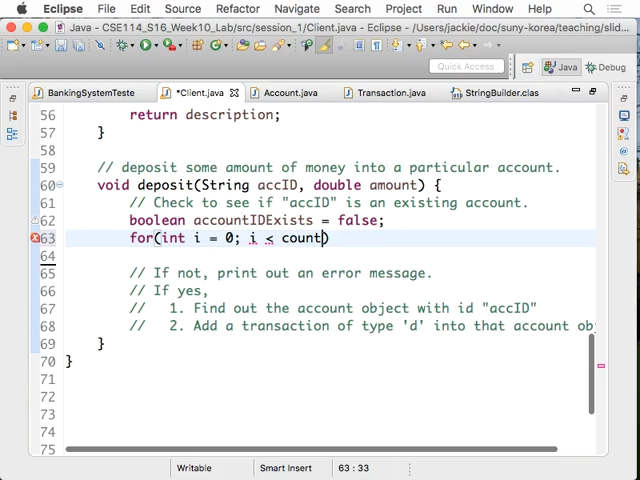 Eclipse File Edit Source Refactor Navigate Search Project Run Window Help
Java - CSE114_S16_Week10_Lab/src/session_1/Client.java - Eclipse - /Users/jackie/doc/suny-korea/teaching/slid
Quick Access Java Debug
BankingSystemTeste *Client.java Account.java Transaction.java StringBuilder.clas
56 return description;
57 }
58
59 // deposit some amount of money into a particular account.
60 void deposit(String accID, double amount) {
61 // Check to see if "accID" is an existing account.
62 boolean accountIDExists = false;
63 for(int i = 0; i < count)
64
65 // If not, print out an error message.
66 // If yes,
67 // 1. Find out the account object with id "accID"
68 // 2. Add a transaction of type 'd' into that account obj
69 }
70 }
71
72
73
74
75
Writable Smart Insert 63 : 33